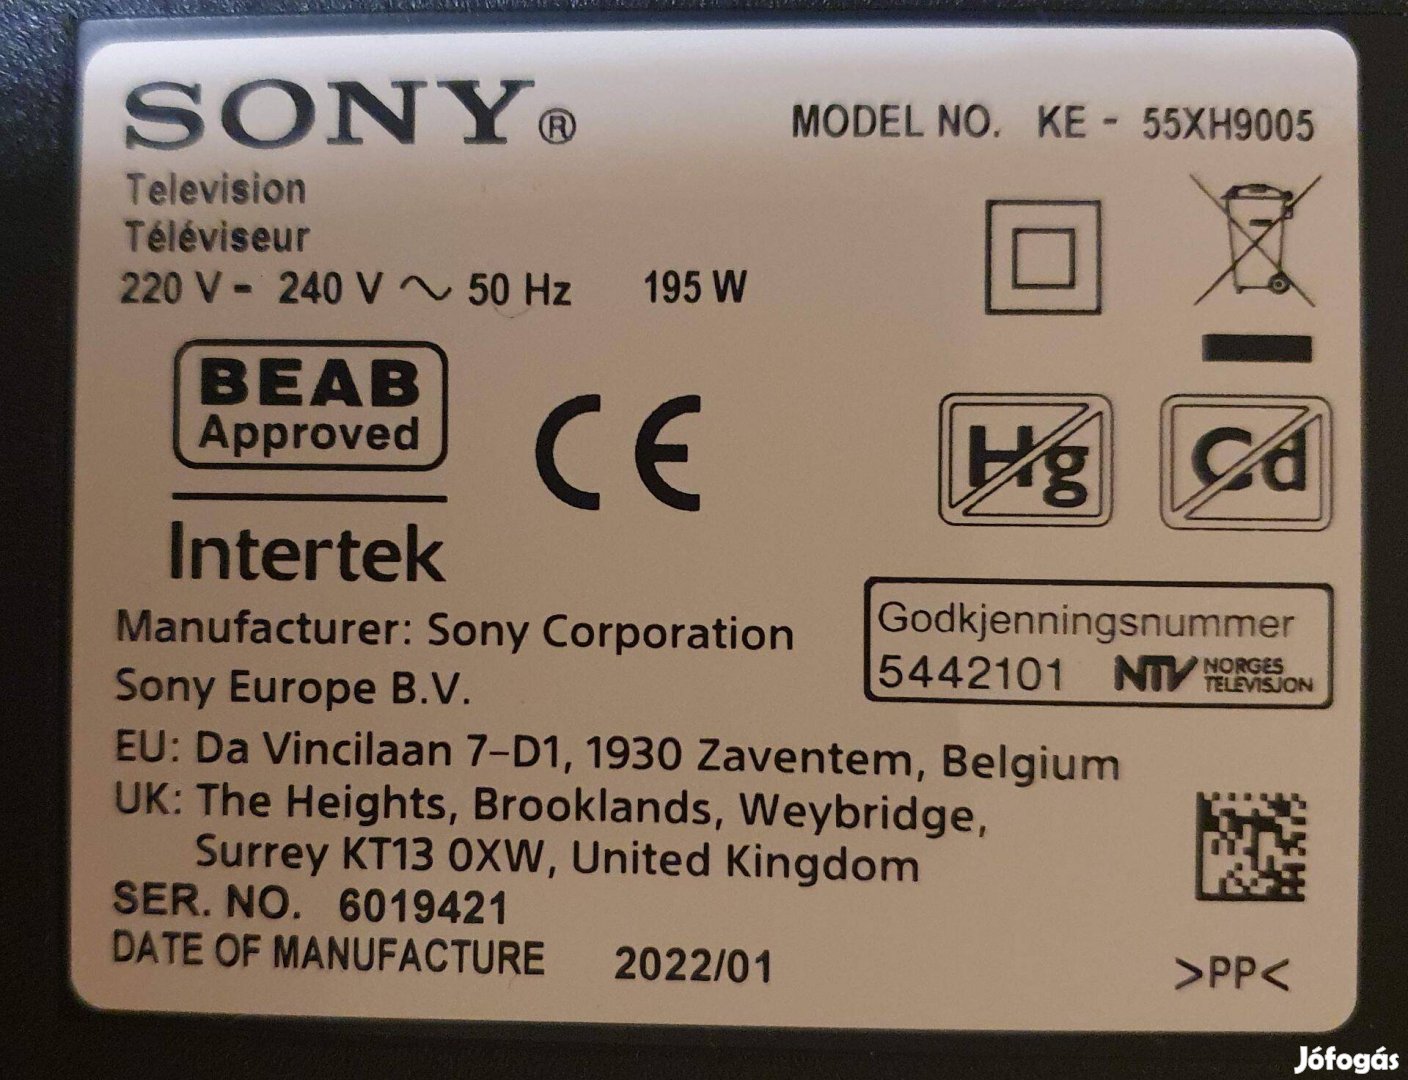 SONY®
MODEL NO. KE - 55XH9005
Television
Téléviseur
220 V - 240 V ~ 50 Hz 195 W
BEAB
Approved
CE
Hg
Cd
Intertek
Manufacturer: Sony Corporation
Sony Europe B.V.
Godkjenningsnummer
5442101 NTV NORGES
TELEVISJON
EU: Da Vincilaan 7-D1, 1930 Zaventem, Belgium
UK: The Heights, Brooklands, Weybridge,
Surrey KT13 0XW, United Kingdom
SER. NO. 6019421
DATE OF MANUFACTURE 2022/01
>PP<
Jófogás